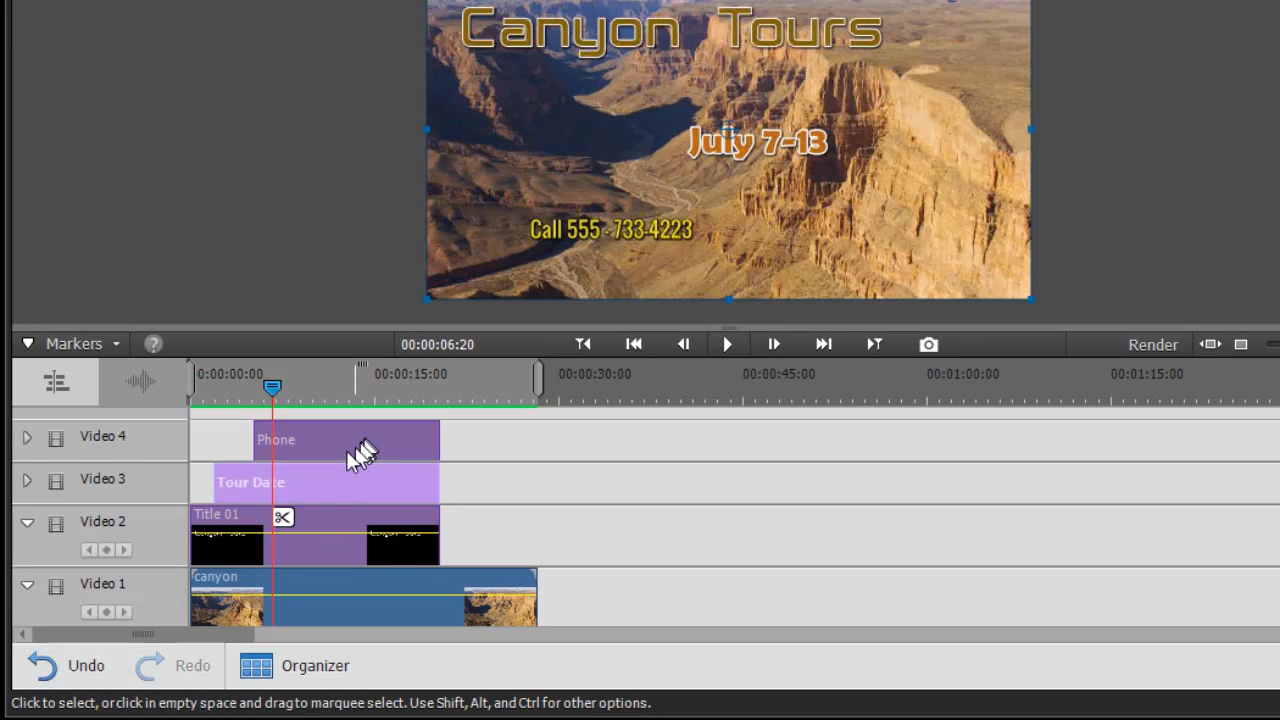 Canyon Tours
July 7-13
Call 555 - 733-4223
Markers
?
00:00:06:20
Render
0:00:00:00
00:00:15:00
00:00:30:00
00:00:45:00
00:01:00:00
00:01:15:00
Video 4
Phone
Video 3
Tour Date
Video 2
Title 01
Canyon Tours
Canyon Tours
Video 1
canyon
Undo
Redo
Organizer
Click to select, or click in empty space and drag to marquee select. Use Shift, Alt, and Ctrl for other options.